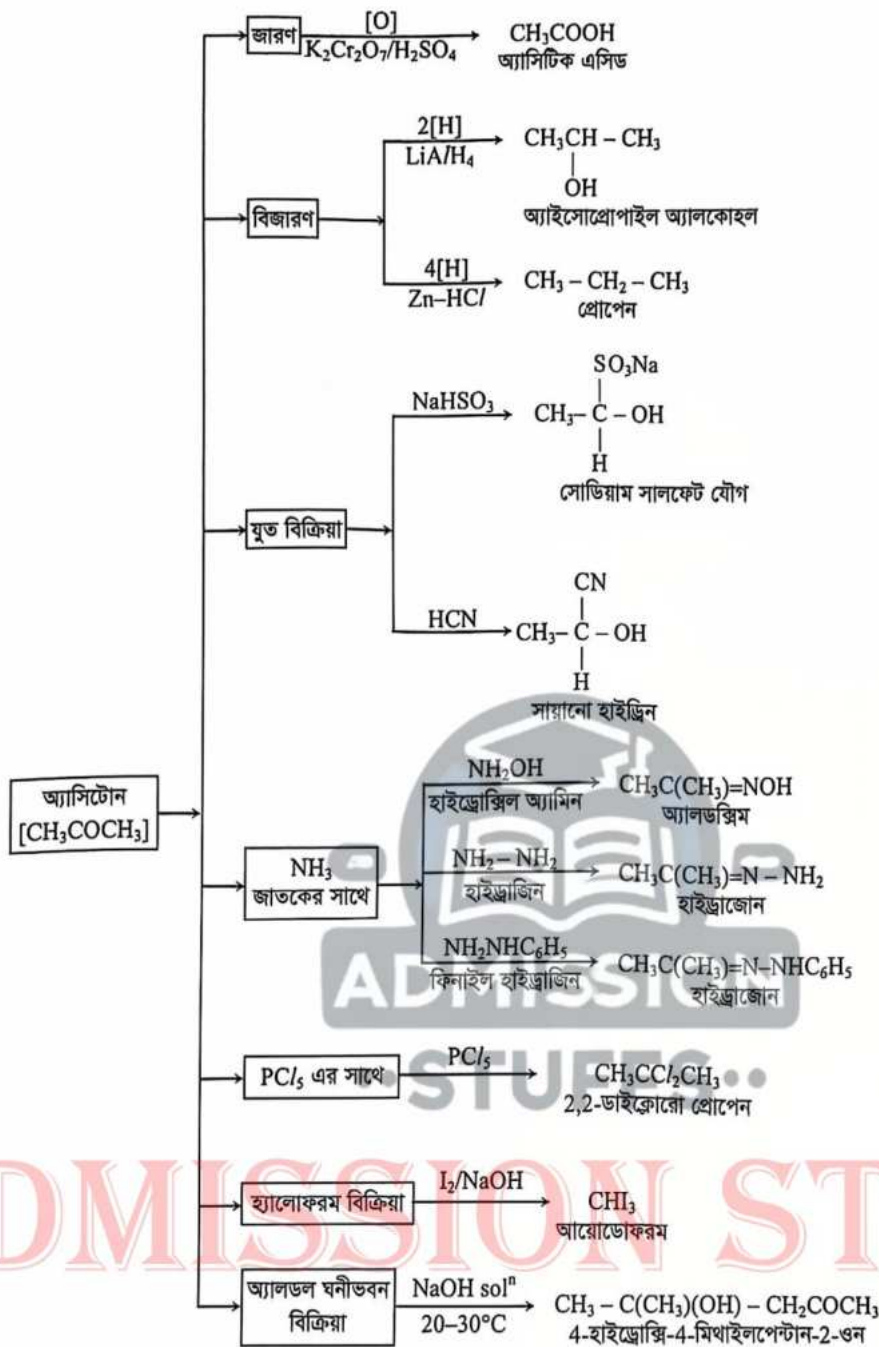 জারণ
[O]
K₂Cr₂O₇/H₂SO₄
CH₃COOH
অ্যাসিটিক এসিড
বিজারণ
2[H]
LiAlH₄
CH₃CH – CH₃
|
OH
অ্যাইসোপ্রোপাইল অ্যালকোহল
4[H]
Zn–HCl
CH₃ – CH₂ – CH₃
প্রোপেন
যুত বিক্রিয়া
NaHSO₃
SO₃Na
|
CH₃– C – OH
|
H
সোডিয়াম সালফেট যৌগ
HCN
CN
|
CH₃– C – OH
|
H
সায়ানো হাইড্রিন
অ্যাসিটোন
[CH₃COCH₃]
NH₃
জাতকের সাথে
NH₂OH
হাইড্রোক্সিল অ্যামিন
CH₃C(CH₃)=NOH
অ্যালডক্সিম
NH₂ – NH₂
হাইড্রাজিন
CH₃C(CH₃)=N – NH₂
হাইড্রাজোন
NH₂NHC₆H₅
ফিনাইল হাইড্রাজিন
CH₃C(CH₃)=N–NHC₆H₅
হাইড্রাজোন
ADMISSION
STUFFS
PCl₅ এর সাথে
PCl₅
CH₃CCl₂CH₃
2,2-ডাইক্লোরো প্রোপেন
DMISSION ST
হ্যালোফরম বিক্রিয়া
I₂/NaOH
CHI₃
আয়োডোফরম
অ্যালডল ঘনীভবন
বিক্রিয়া
NaOH solⁿ
20–30°C
CH₃ – C(CH₃)(OH) – CH₂COCH₃
4-হাইড্রোক্সি-4-মিথাইলপেন্টান-2-ওন